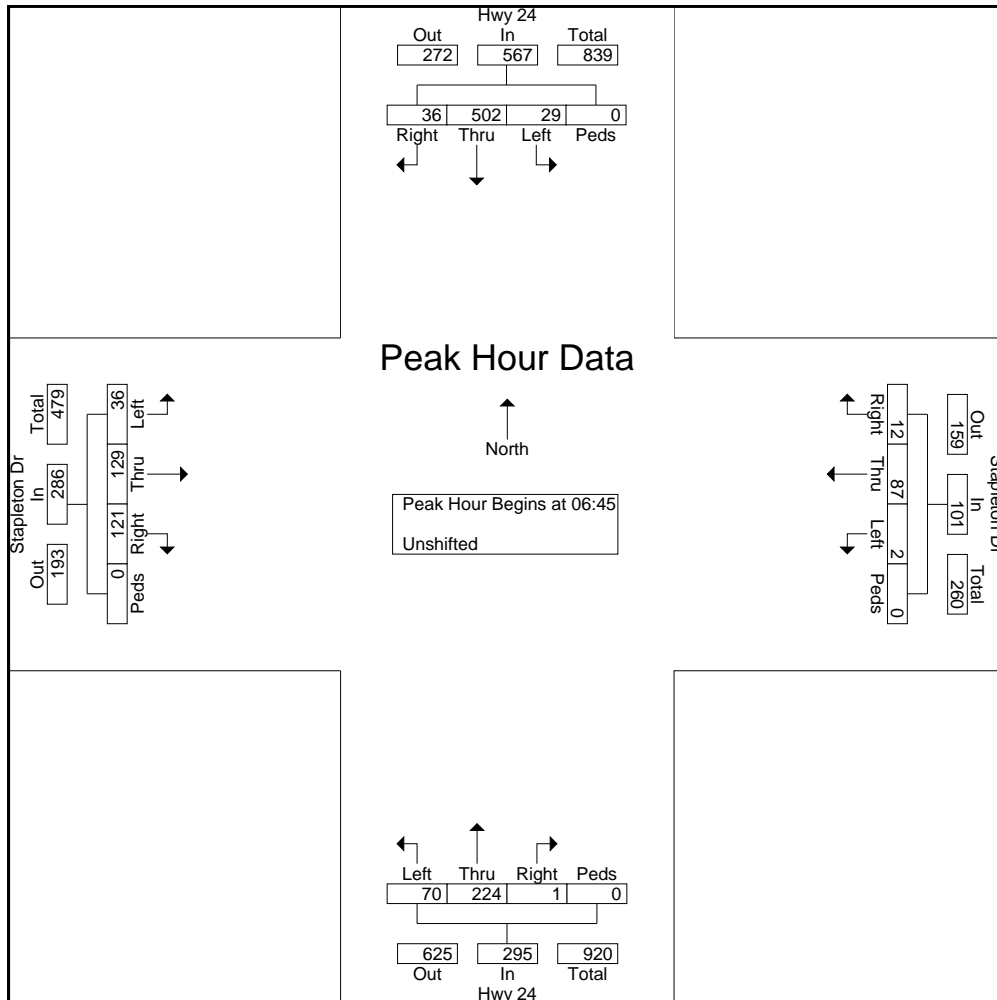 Hwy 24
Out In Total
272 567 839
36 502 29 0
Right Thru Left Peds
Peak Hour Data
North
Peak Hour Begins at 06:45
Unshifted
Stapleton Dr
Total In Out
479 286 193
36 129 121 0
Left Thru Right Peds
Right Thru Left Peds
12 87 2 0
Out In Total
159 101 260
Stapleton Dr
Left Thru Right Peds
70 224 1 0
625 295 920
Out In Total
Hwy 24